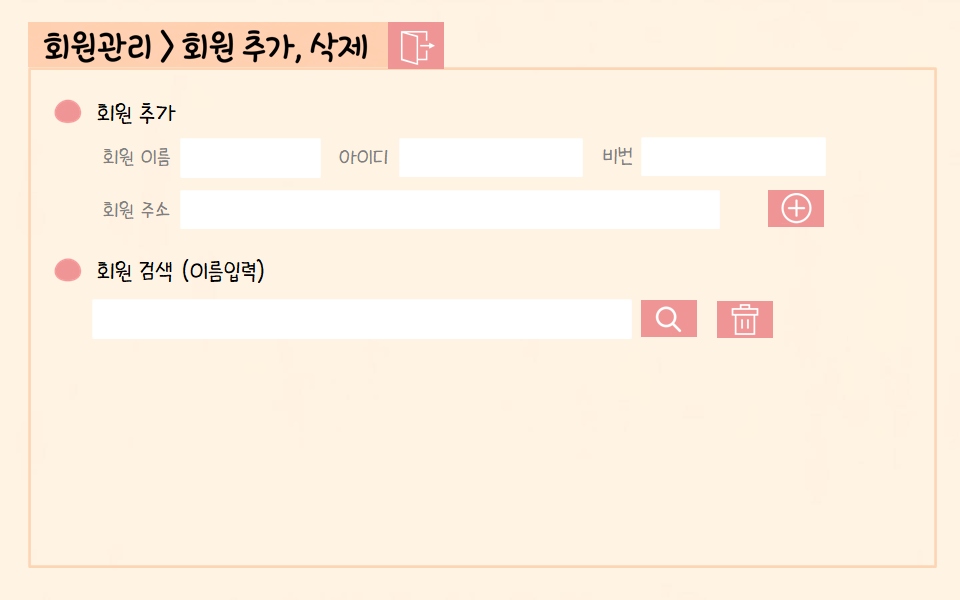 회원관리 > 회원 추가, 삭제
회원 추가
회원 이름 아이디 비번
회원 주소
회원 검색 (이름입력)